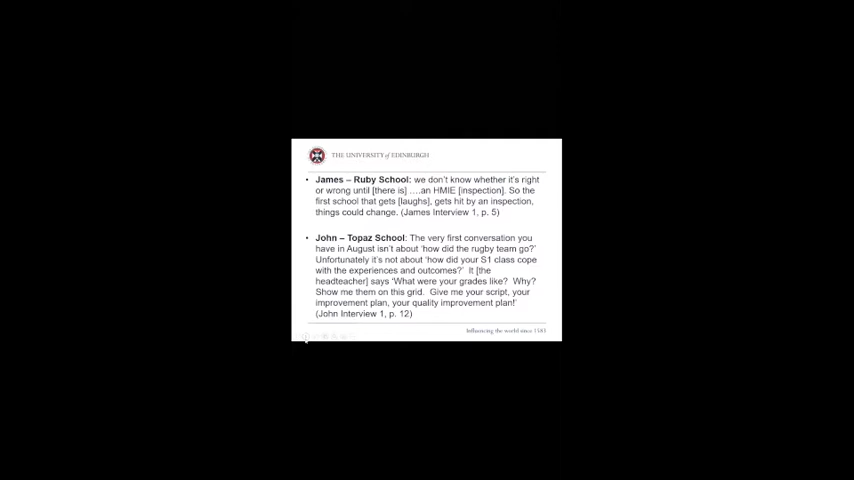 THE UNIVERSITY of EDINBURGH
• James – Ruby School: we don't know whether it's right
or wrong until [there is] ….an HMIE [inspection]. So the
first school that gets [laughs], gets hit by an inspection,
things could change. (James Interview 1, p. 5)
• John – Topaz School: The very first conversation you
have in August isn't about 'how did the rugby team go?'
Unfortunately it's not about 'how did your S1 class cope
with the experiences and outcomes?' It [the
headteacher] says 'What were your grades like? Why?
Show me them on this grid. Give me your script, your
improvement plan, your quality improvement plan!'
(John Interview 1, p. 12)
Influencing the world since 1583